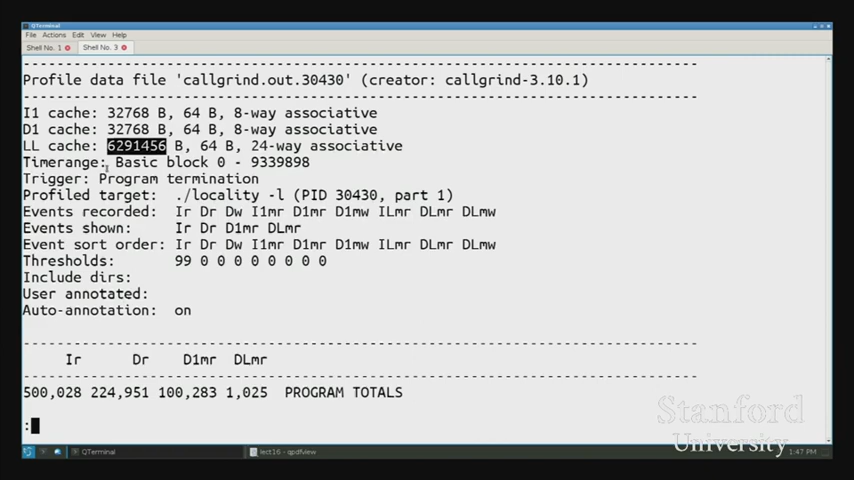 QTerminal
File Actions Edit View Help
Shell No. 1 Shell No. 3
--------------------------------------------------------------------------------
Profile data file 'callgrind.out.30430' (creator: callgrind-3.10.1)
--------------------------------------------------------------------------------
I1 cache: 32768 B, 64 B, 8-way associative
D1 cache: 32768 B, 64 B, 8-way associative
LL cache: 6291456 B, 64 B, 24-way associative
Timerange: Basic block 0 - 9339898
Trigger: Program termination
Profiled target: ./locality -l (PID 30430, part 1)
Events recorded: Ir Dr Dw I1mr D1mr D1mw ILmr DLmr DLmw
Events shown: Ir Dr D1mr DLmr
Event sort order: Ir Dr Dw I1mr D1mr D1mw ILmr DLmr DLmw
Thresholds: 99 0 0 0 0 0 0 0 0
Include dirs:
User annotated:
Auto-annotation: on
--------------------------------------------------------------------------------
Ir Dr D1mr DLmr
--------------------------------------------------------------------------------
500,028 224,951 100,283 1,025 PROGRAM TOTALS
:
Stanford
University
QTerminal lect16 - qpdfview 1:47 PM